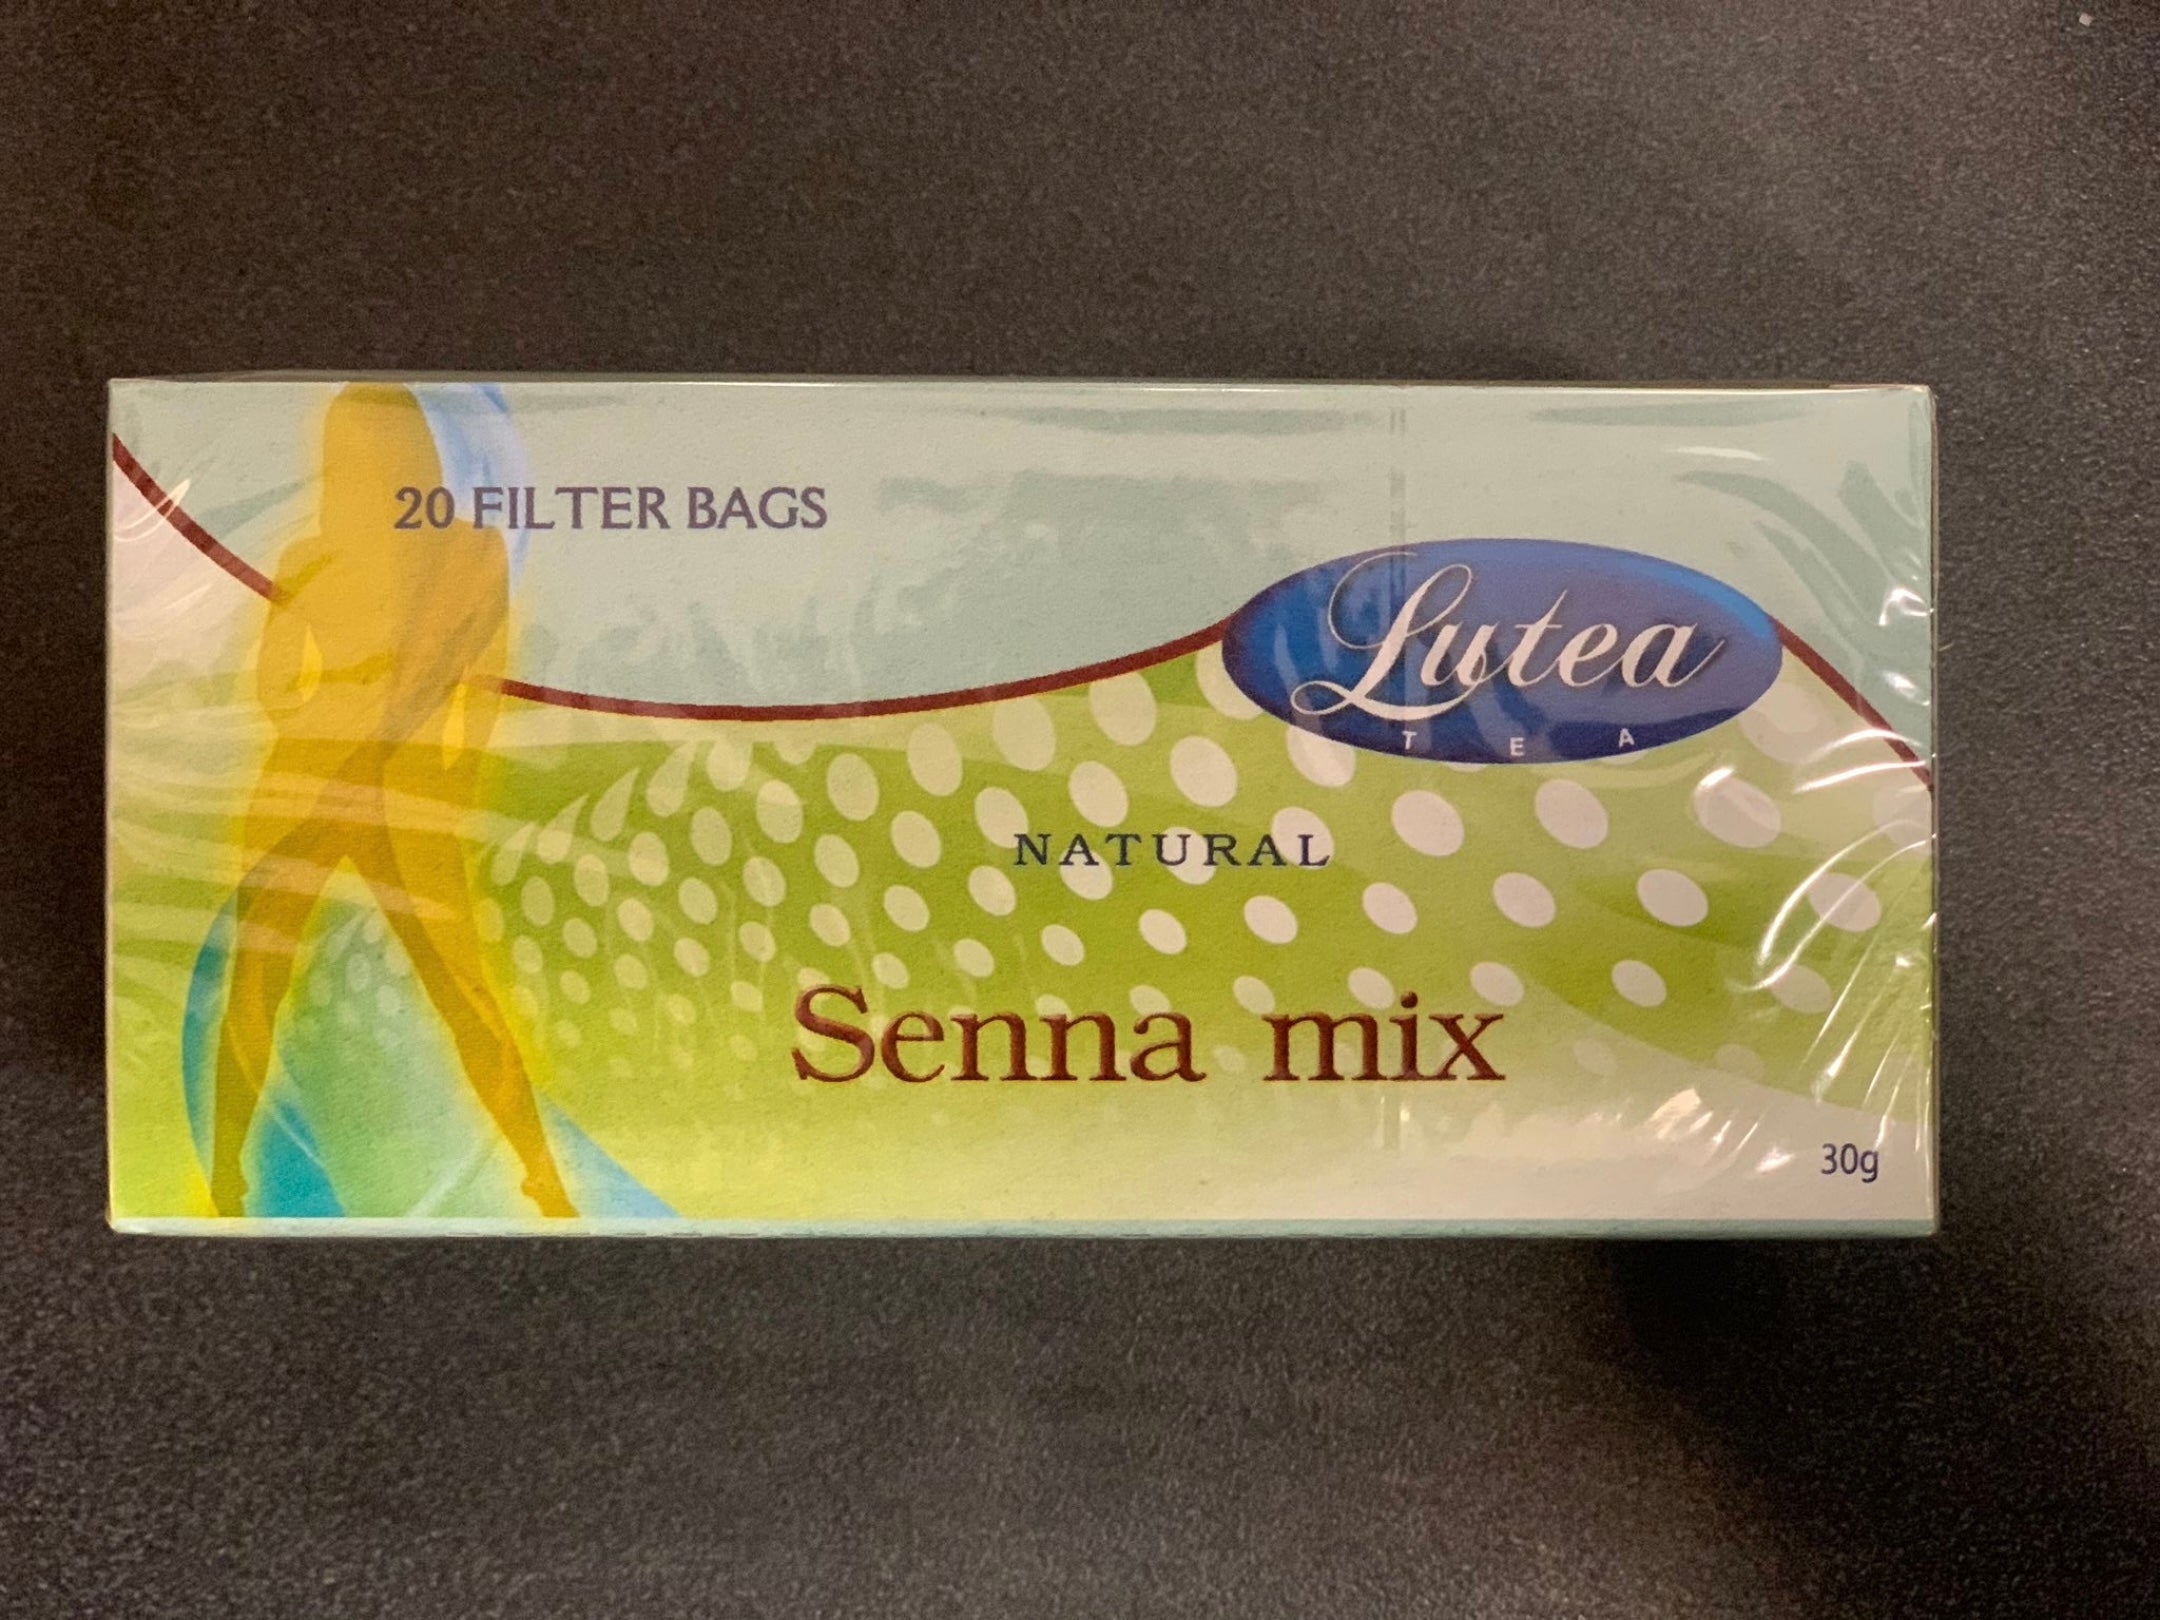 20 FILTER BAGS
Lutea
TEA
NATURAL
Senna mix
30g